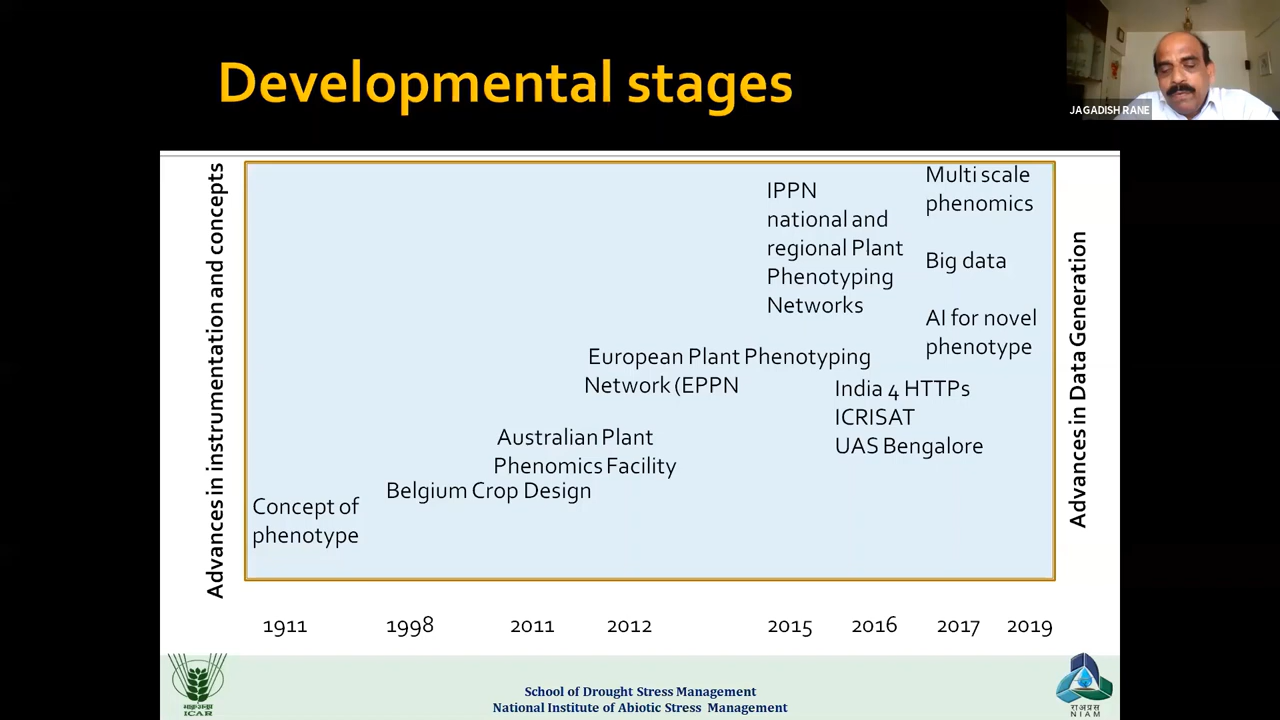 Developmental stages
JAGADISH RANE
Advances in instrumentation and concepts
Multi scale
phenomics
Big data
AI for novel
phenotype
IPPN
national and
regional Plant
Phenotyping
Networks
European Plant Phenotyping
Network (EPPN
India 4 HTTPs
ICRISAT
UAS Bengalore
Australian Plant
Phenomics Facility
Belgium Crop Design
Concept of
phenotype
Advances in Data Generation
1911 1998 2011 2012 2015 2016 2017 2019
School of Drought Stress Management
National Institute of Abiotic Stress Management
भाकृअनुप
ICAR
राअप्रस
NIAM